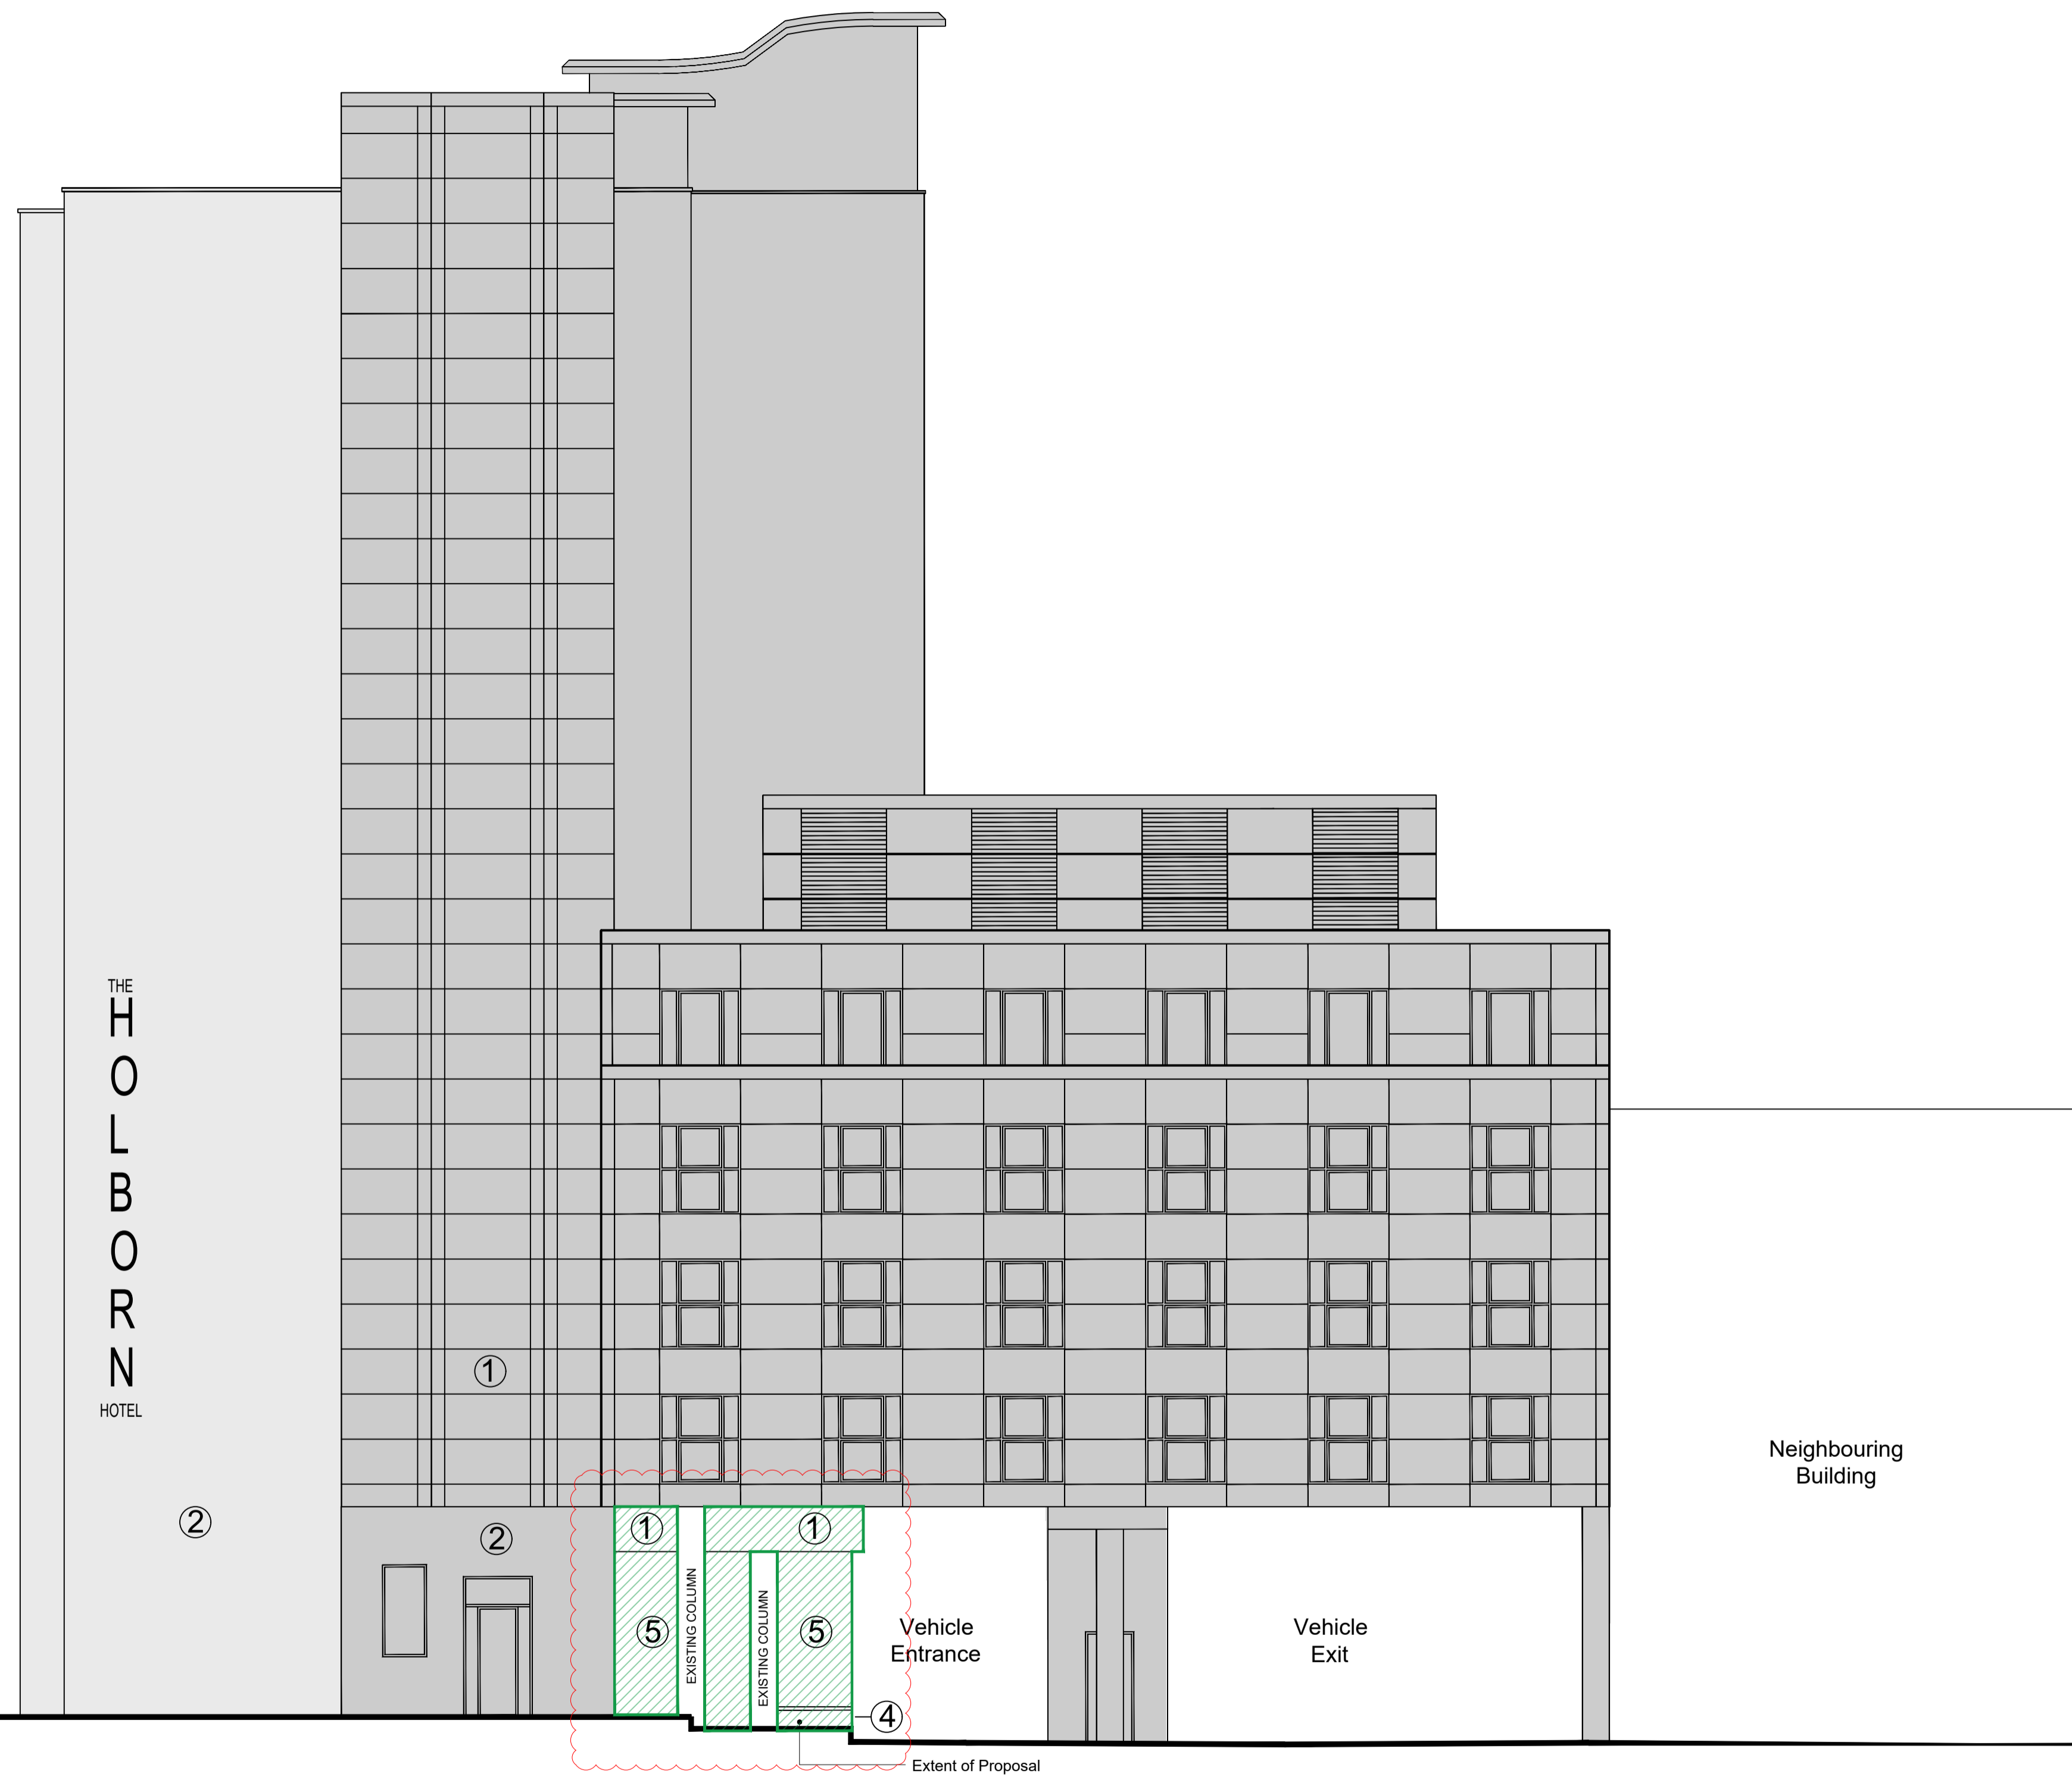 THE
H
O
L
B
O
R
N
HOTEL
1
2
2
1
1
5
5
EXISTING COLUMN
EXISTING COLUMN
4
Extent of Proposal
Vehicle
Entrance
Vehicle
Exit
Neighbouring
Building